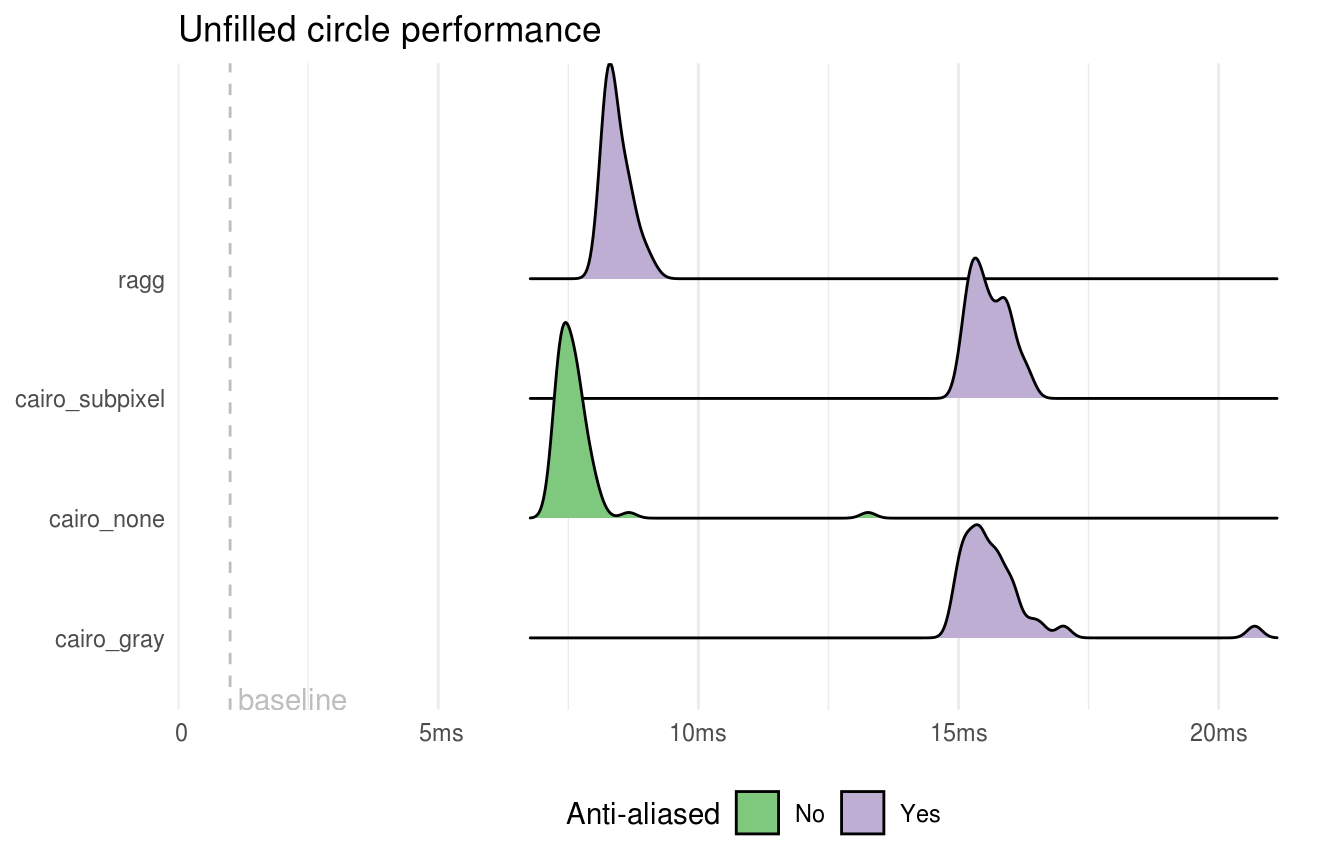 Unfilled circle performance
ragg
cairo_subpixel
cairo_none
cairo_gray
baseline
0 5ms 10ms 15ms 20ms
Anti-aliased No Yes